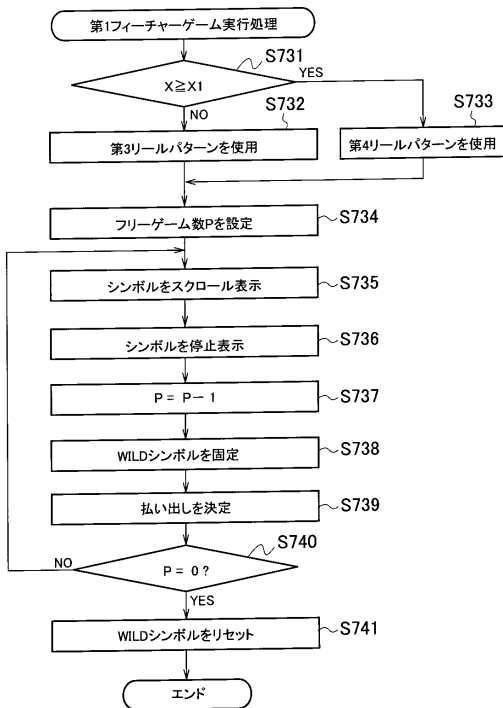 第1フィーチャーゲーム実行処理
S731
X≧X1
YES
NO
S732
第3リールパターンを使用
S733
第4リールパターンを使用
フリーゲーム数Pを設定
S734
シンボルをスクロール表示
S735
シンボルを停止表示
S736
P = P－1
S737
WILDシンボルを固定
S738
払い出しを決定
S739
S740
P = 0?
NO
YES
WILDシンボルをリセット
S741
エンド